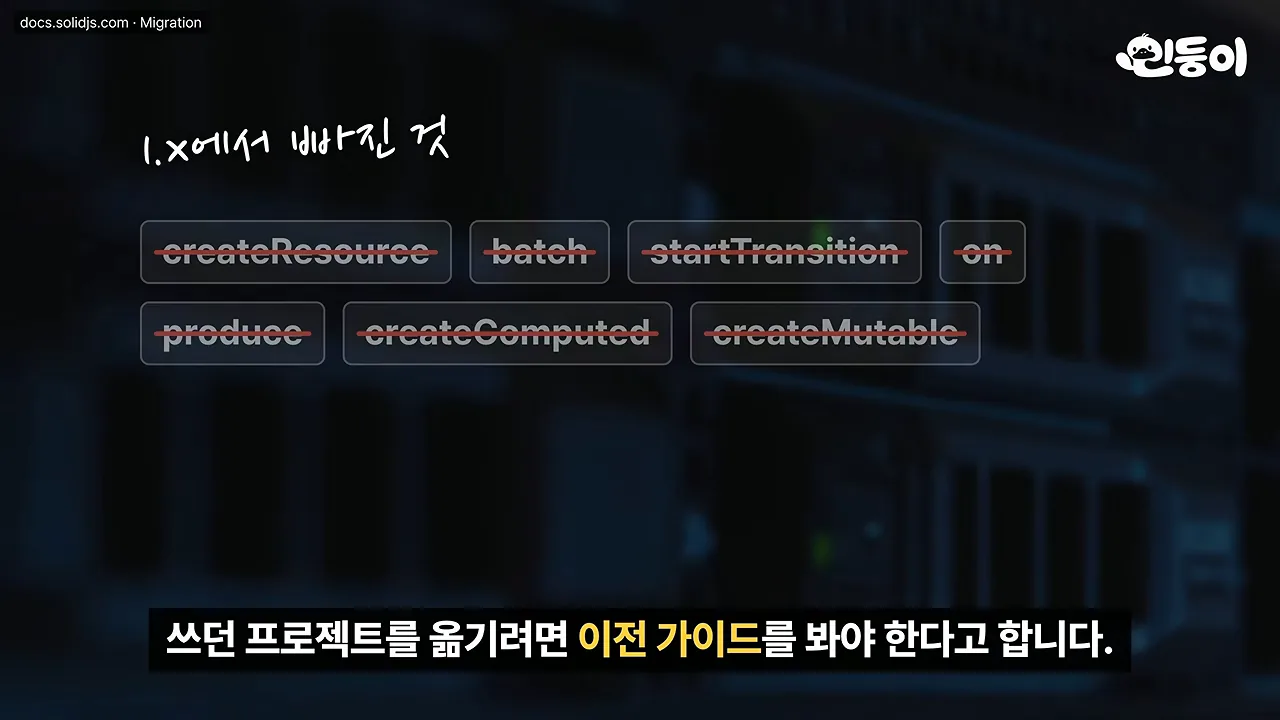 docs.solidjs.com · Migration
인둥이
1.x에서 빠진 것
createResource batch startTransition on
produce createComputed createMutable
쓰던 프로젝트를 옮기려면 이전 가이드를 봐야 한다고 합니다.